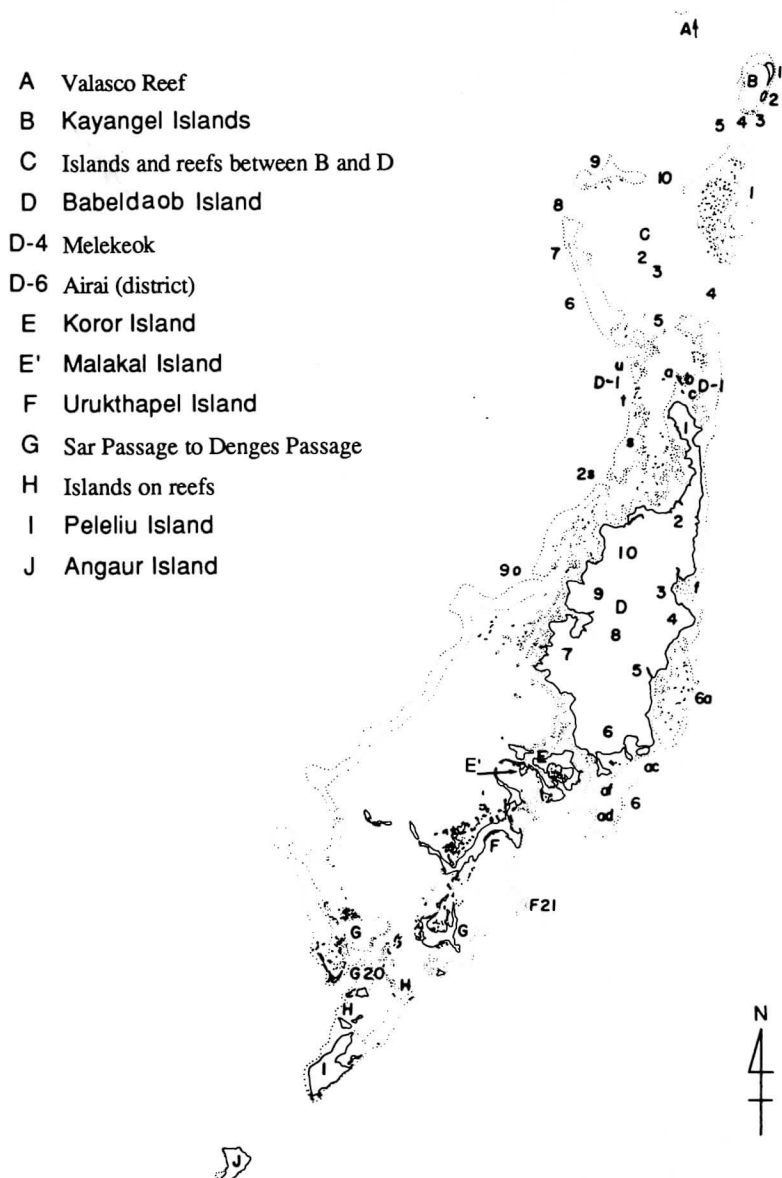 A Valasco Reef
B Kayangel Islands
C Islands and reefs between B and D
D Babeldaob Island
D-4 Melekeok
D-6 Airai (district)
E Koror Island
E' Malakal Island
F Urukthapel Island
G Sar Passage to Denges Passage
H Islands on reefs
I Peleliu Island
J Angaur Island
A
B 1
2
5 4 3
9 10 1
8
C
7 2
3
6 4
5
u
D-1 a b D-1
t c
1
s
2s
2
10
9a
9 3 f
D
8 4
7
5
6a
6
E
E' ac
af 6
ad
F
F21
G G
G20 H
H
N
I
J